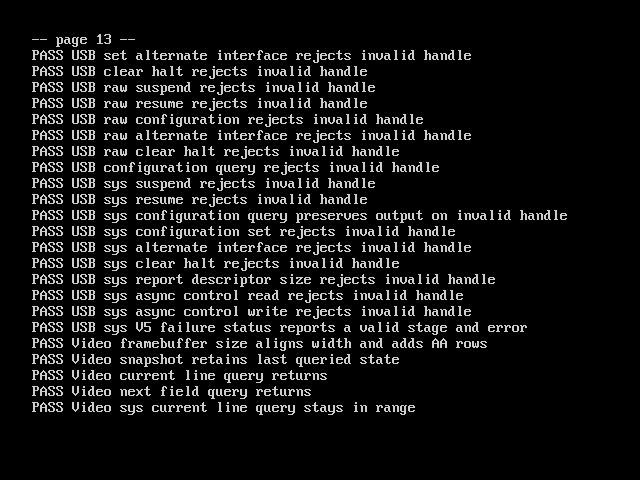 -- page 13 --
PASS USB set alternate interface rejects invalid handle
PASS USB clear halt rejects invalid handle
PASS USB raw suspend rejects invalid handle
PASS USB raw resume rejects invalid handle
PASS USB raw configuration rejects invalid handle
PASS USB raw alternate interface rejects invalid handle
PASS USB raw clear halt rejects invalid handle
PASS USB configuration query rejects invalid handle
PASS USB sys suspend rejects invalid handle
PASS USB sys resume rejects invalid handle
PASS USB sys configuration query preserves output on invalid handle
PASS USB sys configuration set rejects invalid handle
PASS USB sys alternate interface rejects invalid handle
PASS USB sys clear halt rejects invalid handle
PASS USB sys report descriptor size rejects invalid handle
PASS USB sys async control read rejects invalid handle
PASS USB sys async control write rejects invalid handle
PASS USB sys V5 failure status reports a valid stage and error
PASS Video framebuffer size aligns width and adds AA rows
PASS Video snapshot retains last queried state
PASS Video current line query returns
PASS Video next field query returns
PASS Video sys current line query stays in range